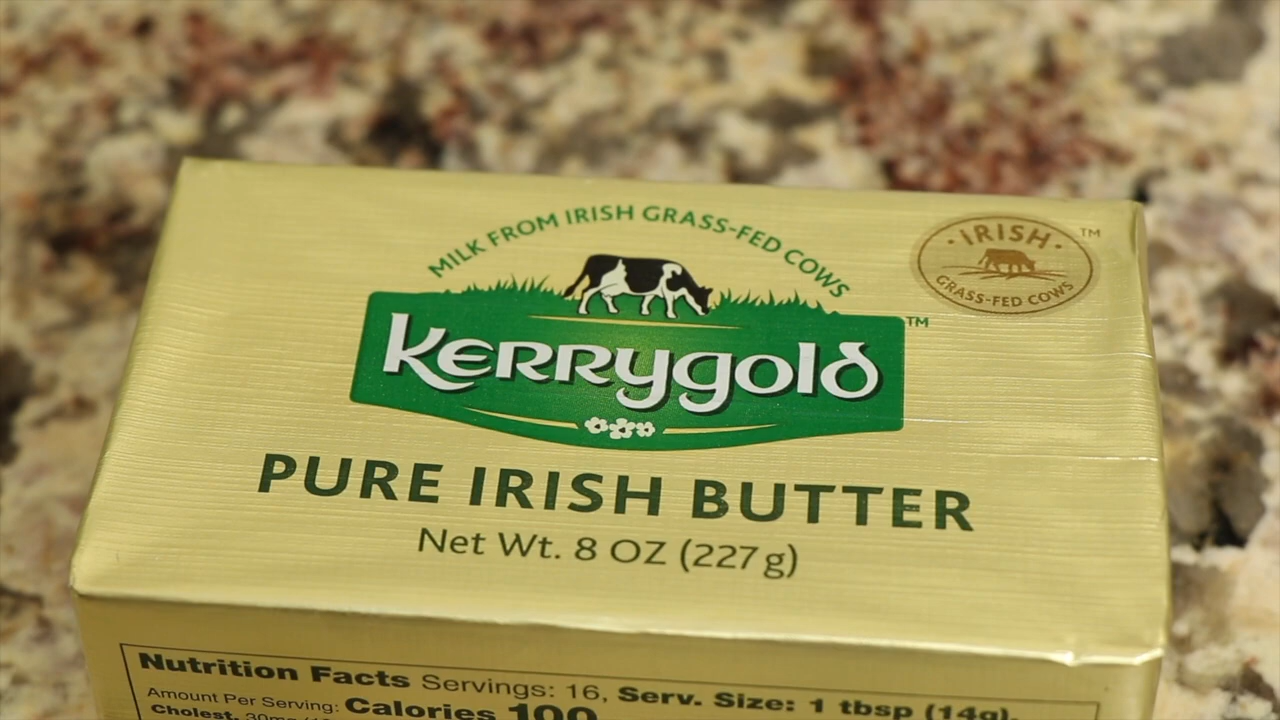 MILK FROM IRISH GRASS-FED COWS
· IRISH ·
GRASS-FED COWS
TM
Kerrygold
TM
PURE IRISH BUTTER
Net Wt. 8 OZ (227 g)
Nutrition Facts Servings: 16, Serv. Size: 1 tbsp (14g),
Amount Per Serving: Calories 100
Cholest. 30mg